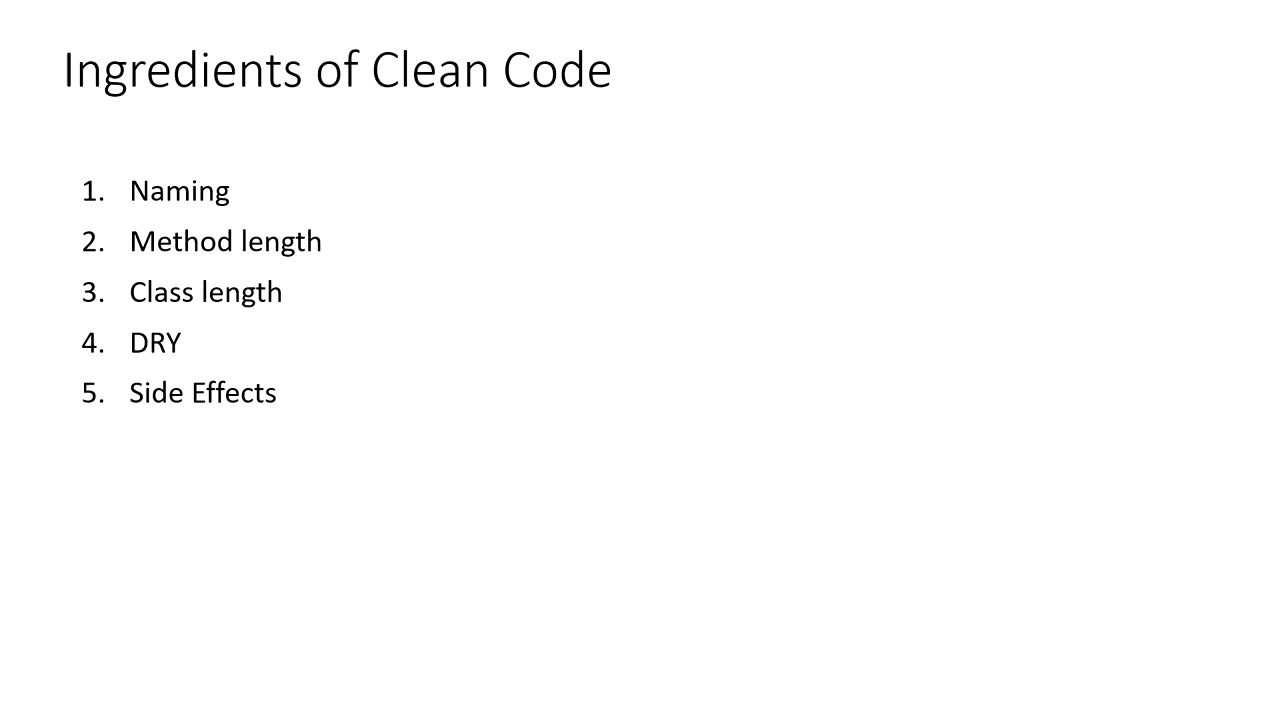 Ingredients of Clean Code
1. Naming
2. Method length
3. Class length
4. DRY
5. Side Effects